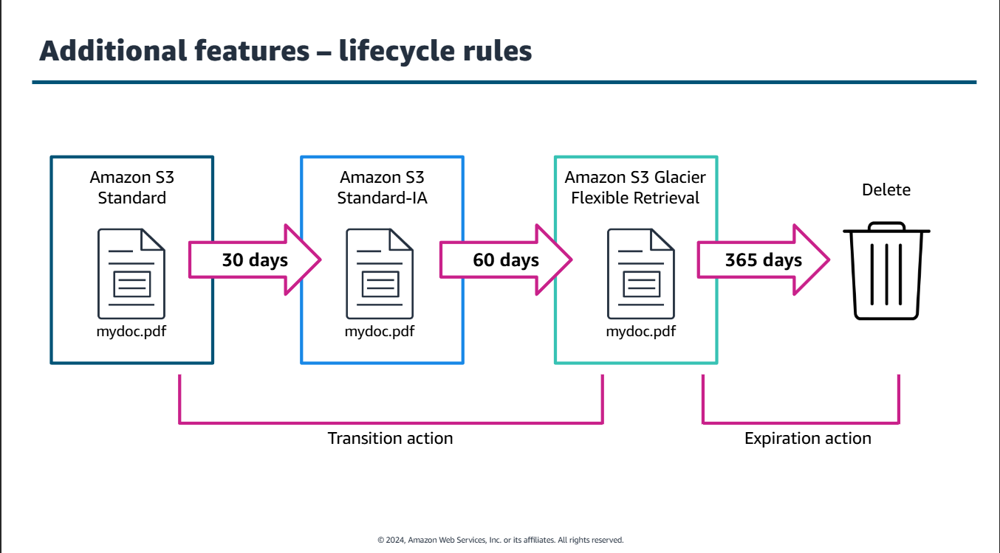 Additional features – lifecycle rules
Amazon S3
Standard
Amazon S3
Standard-IA
Amazon S3 Glacier
Flexible Retrieval
Delete
30 days
60 days
365 days
mydoc.pdf
mydoc.pdf
mydoc.pdf
Transition action
Expiration action
© 2024, Amazon Web Services, Inc. or its affiliates. All rights reserved.